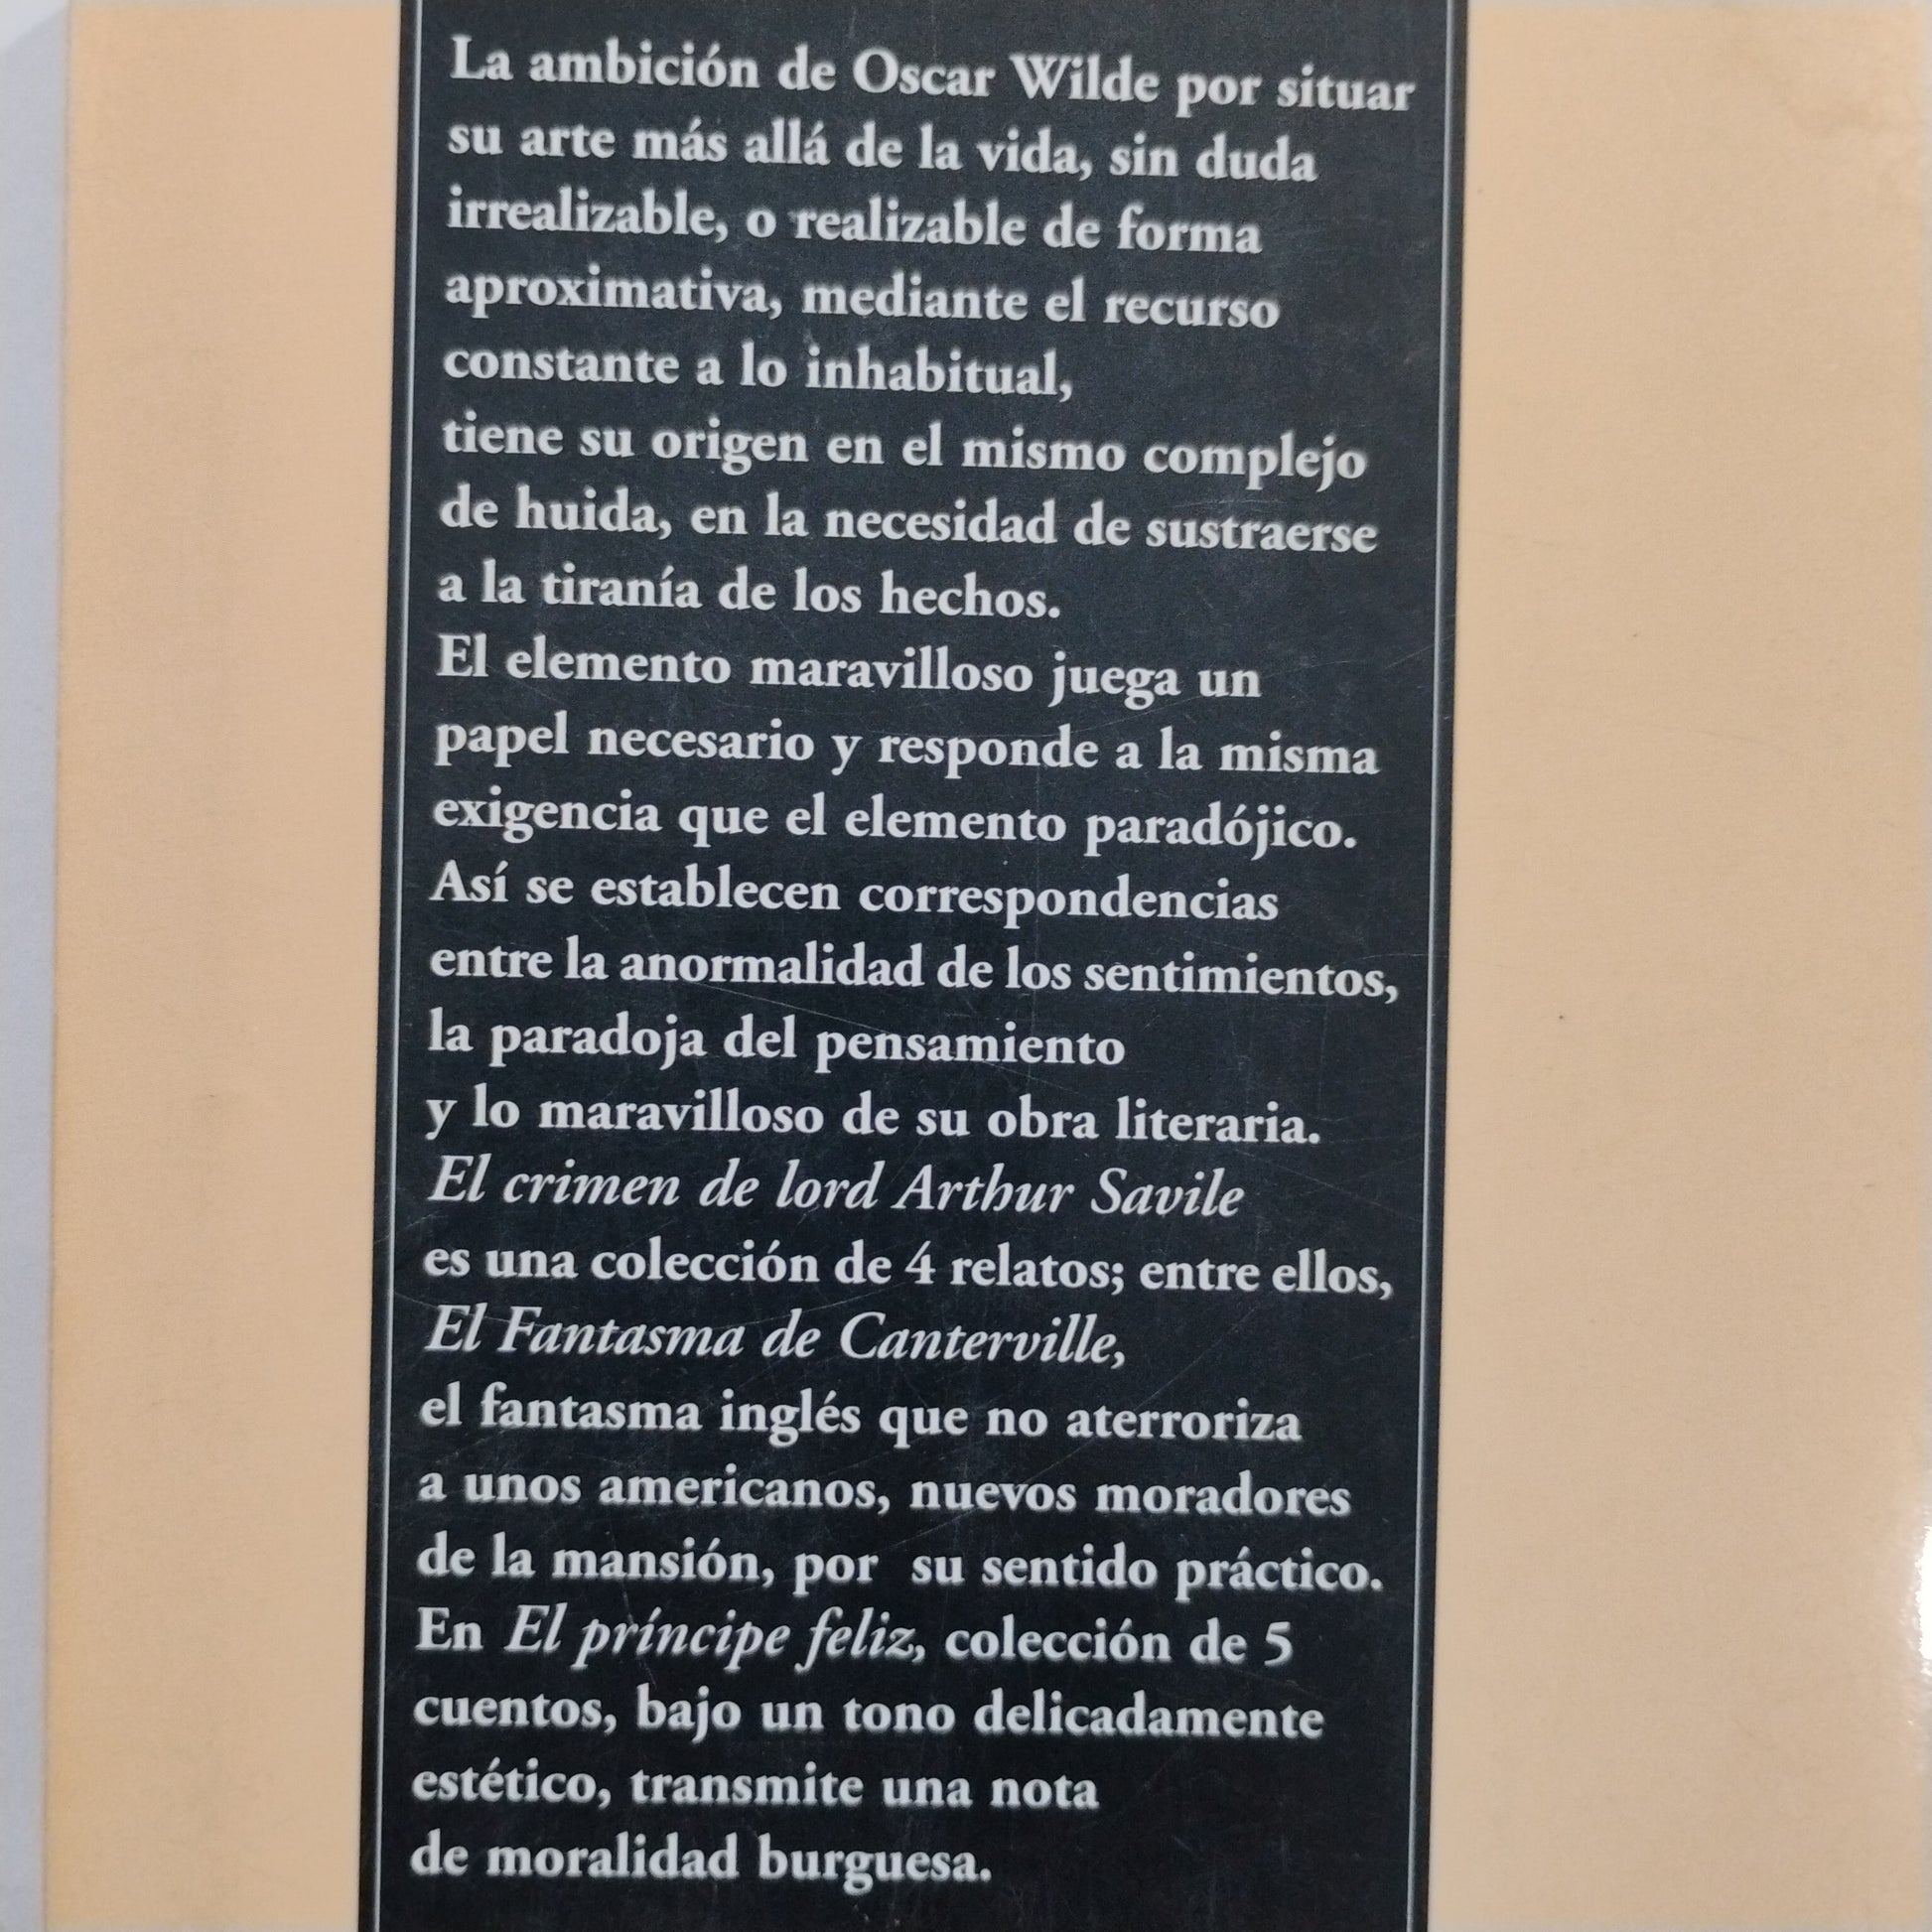 La ambición de Oscar Wilde por situar
su arte más allá de la vida, sin duda
irrealizable, o realizable de forma
aproximativa, mediante el recurso
constante a lo inhabitual,
tiene su origen en el mismo complejo
de huida, en la necesidad de sustraerse
a la tiranía de los hechos.
El elemento maravilloso juega un
papel necesario y responde a la misma
exigencia que el elemento paradójico.
Así se establecen correspondencias
entre la anormalidad de los sentimientos,
la paradoja del pensamiento
y lo maravilloso de su obra literaria.
El crimen de lord Arthur Savile
es una colección de 4 relatos; entre ellos,
El Fantasma de Canterville,
el fantasma inglés que no aterroriza
a unos americanos, nuevos moradores
de la mansión, por su sentido práctico.
En El príncipe feliz, colección de 5
cuentos, bajo un tono delicadamente
estético, transmite una nota
de moralidad burguesa.